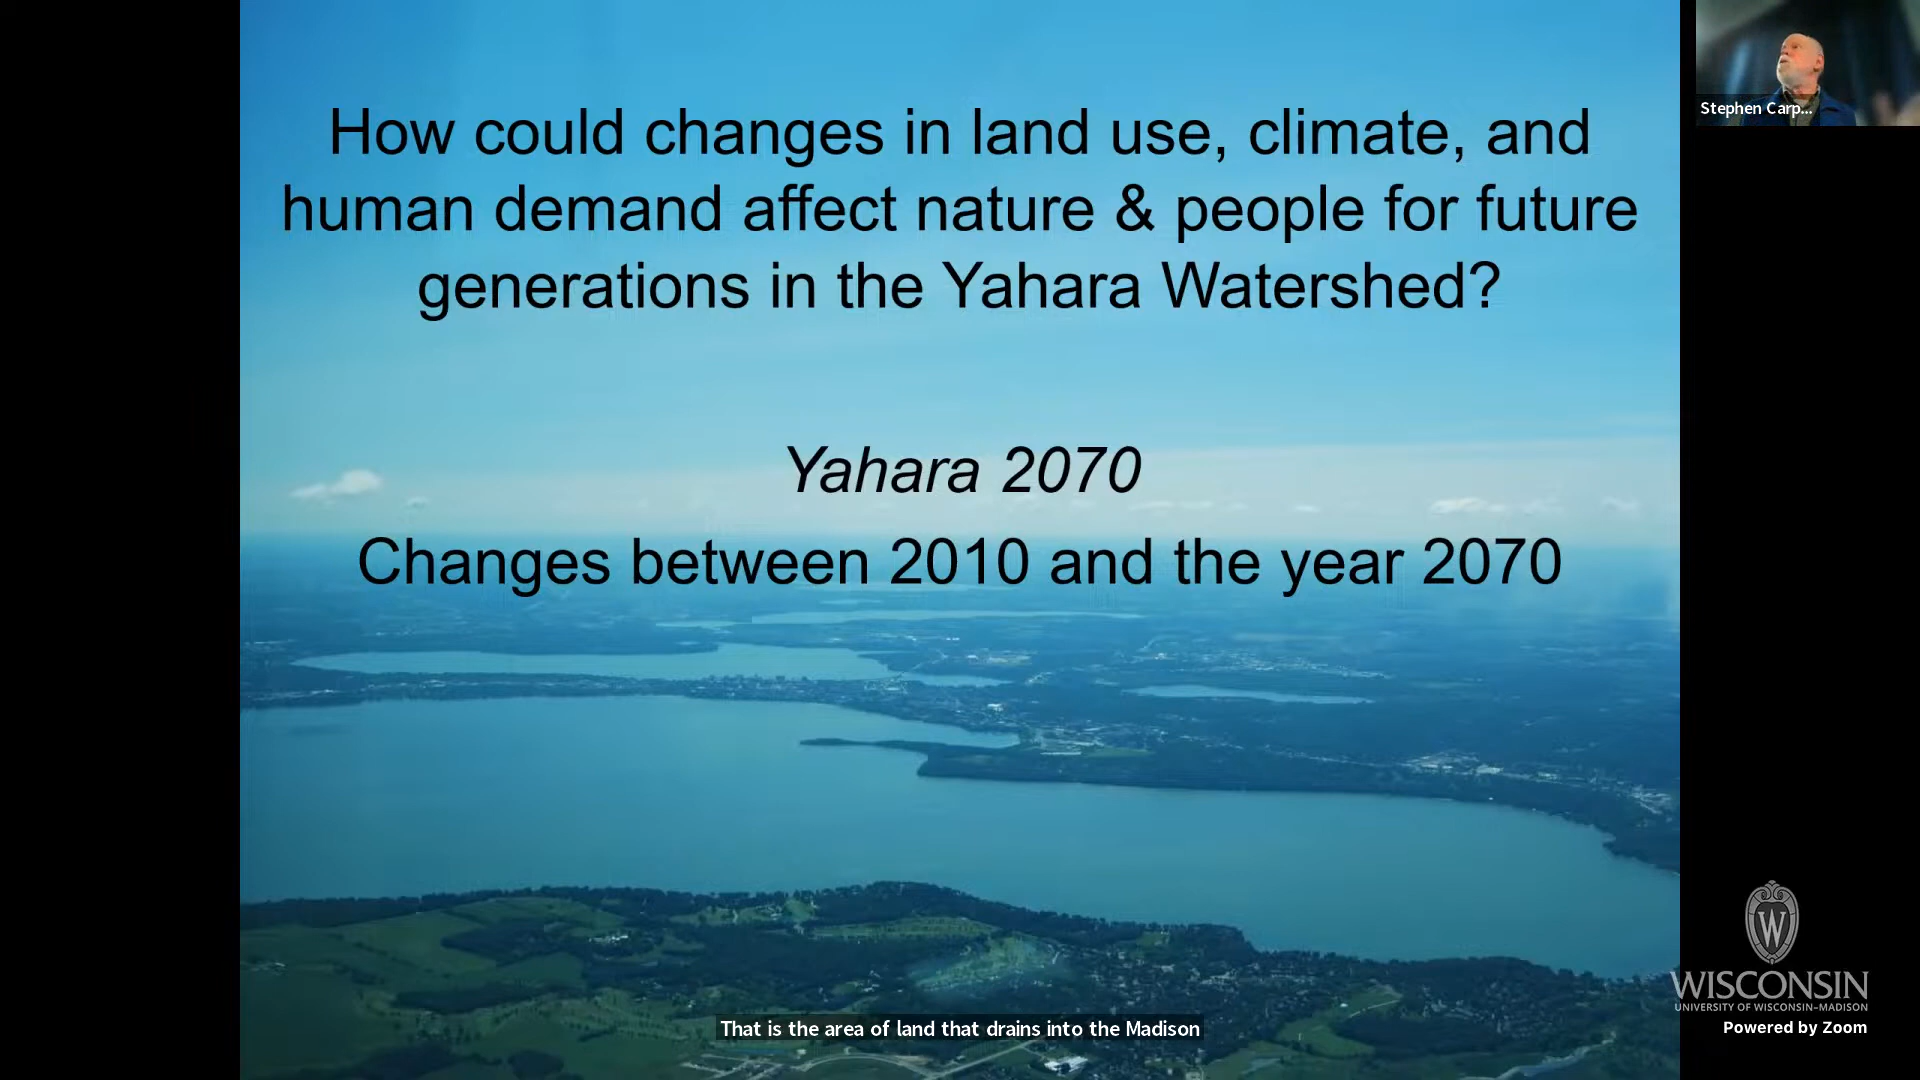 How could changes in land use, climate, and
human demand affect nature & people for future
generations in the Yahara Watershed?
Yahara 2070
Changes between 2010 and the year 2070
That is the area of land that drains into the Madison
Stephen Carp...
W
WISCONSIN
UNIVERSITY OF WISCONSIN–MADISON
Powered by Zoom